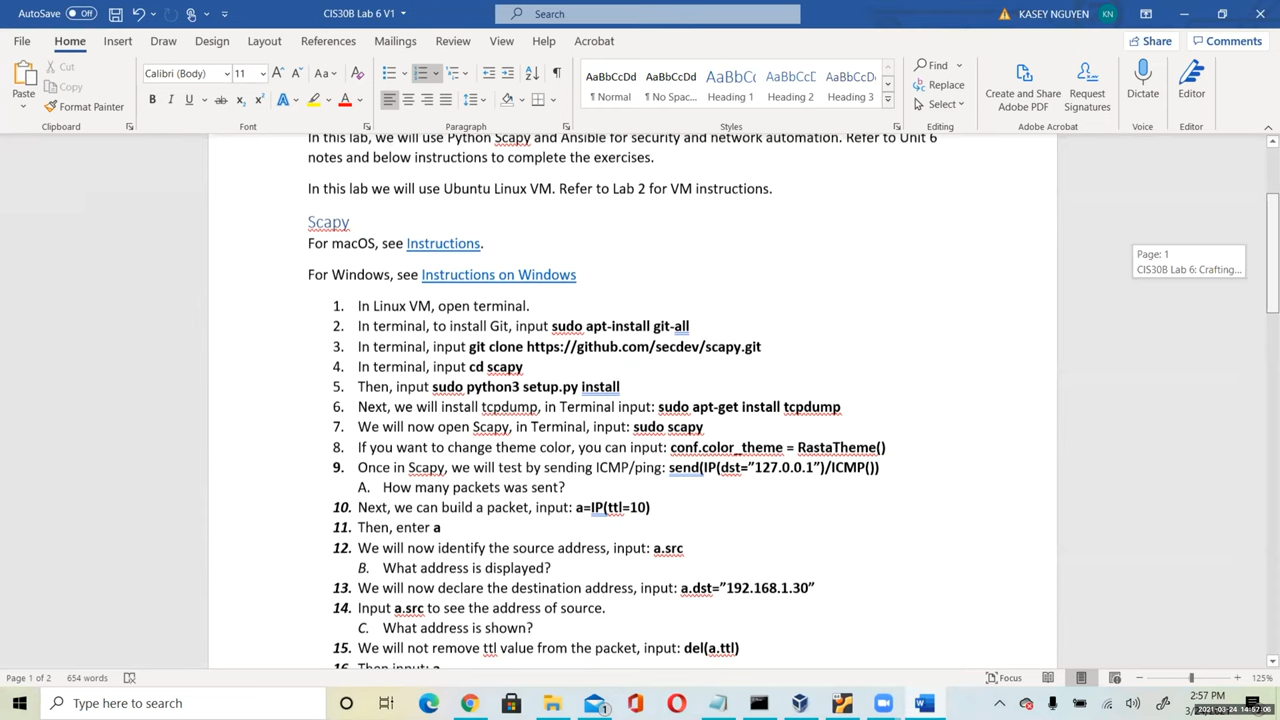 AutoSave Off CIS30B Lab 6 V1 Search KASEY NGUYEN KN
File Home Insert Draw Design Layout References Mailings Review View Help Acrobat Share Comments
Paste Cut Copy Format Painter
Calibri (Body) 11
AaBbCcDd AaBbCcDd AaBbCc AaBbCcD AaBbCcD
¶ Normal ¶ No Spac... Heading 1 Heading 2 Heading 3
Find Replace Select
Create and Share Adobe PDF Request Signatures Dictate Editor
Clipboard Font Paragraph Styles Editing Adobe Acrobat Voice Editor
In this lab, we will use Python Scapy and Ansible for security and network automation. Refer to Unit 6
notes and below instructions to complete the exercises.
In this lab we will use Ubuntu Linux VM. Refer to Lab 2 for VM instructions.
Scapy
For macOS, see Instructions.
Page: 1
CIS30B Lab 6: Crafting...
For Windows, see Instructions on Windows
1. In Linux VM, open terminal.
2. In terminal, to install Git, input sudo apt-install git-all
3. In terminal, input git clone https://github.com/secdev/scapy.git
4. In terminal, input cd scapy
5. Then, input sudo python3 setup.py install
6. Next, we will install tcpdump, in Terminal input: sudo apt-get install tcpdump
7. We will now open Scapy, in Terminal, input: sudo scapy
8. If you want to change theme color, you can input: conf.color_theme = RastaTheme()
9. Once in Scapy, we will test by sending ICMP/ping: send(IP(dst=”127.0.0.1”)/ICMP())
A. How many packets was sent?
10. Next, we can build a packet, input: a=IP(ttl=10)
11. Then, enter a
12. We will now identify the source address, input: a.src
B. What address is displayed?
13. We will now declare the destination address, input: a.dst=”192.168.1.30”
14. Input a.src to see the address of source.
C. What address is shown?
15. We will not remove ttl value from the packet, input: del(a.ttl)
16. Then input: a
Page 1 of 2 654 words Focus 125%
Type here to search 2:57 PM
2021-03-24 14:57:06